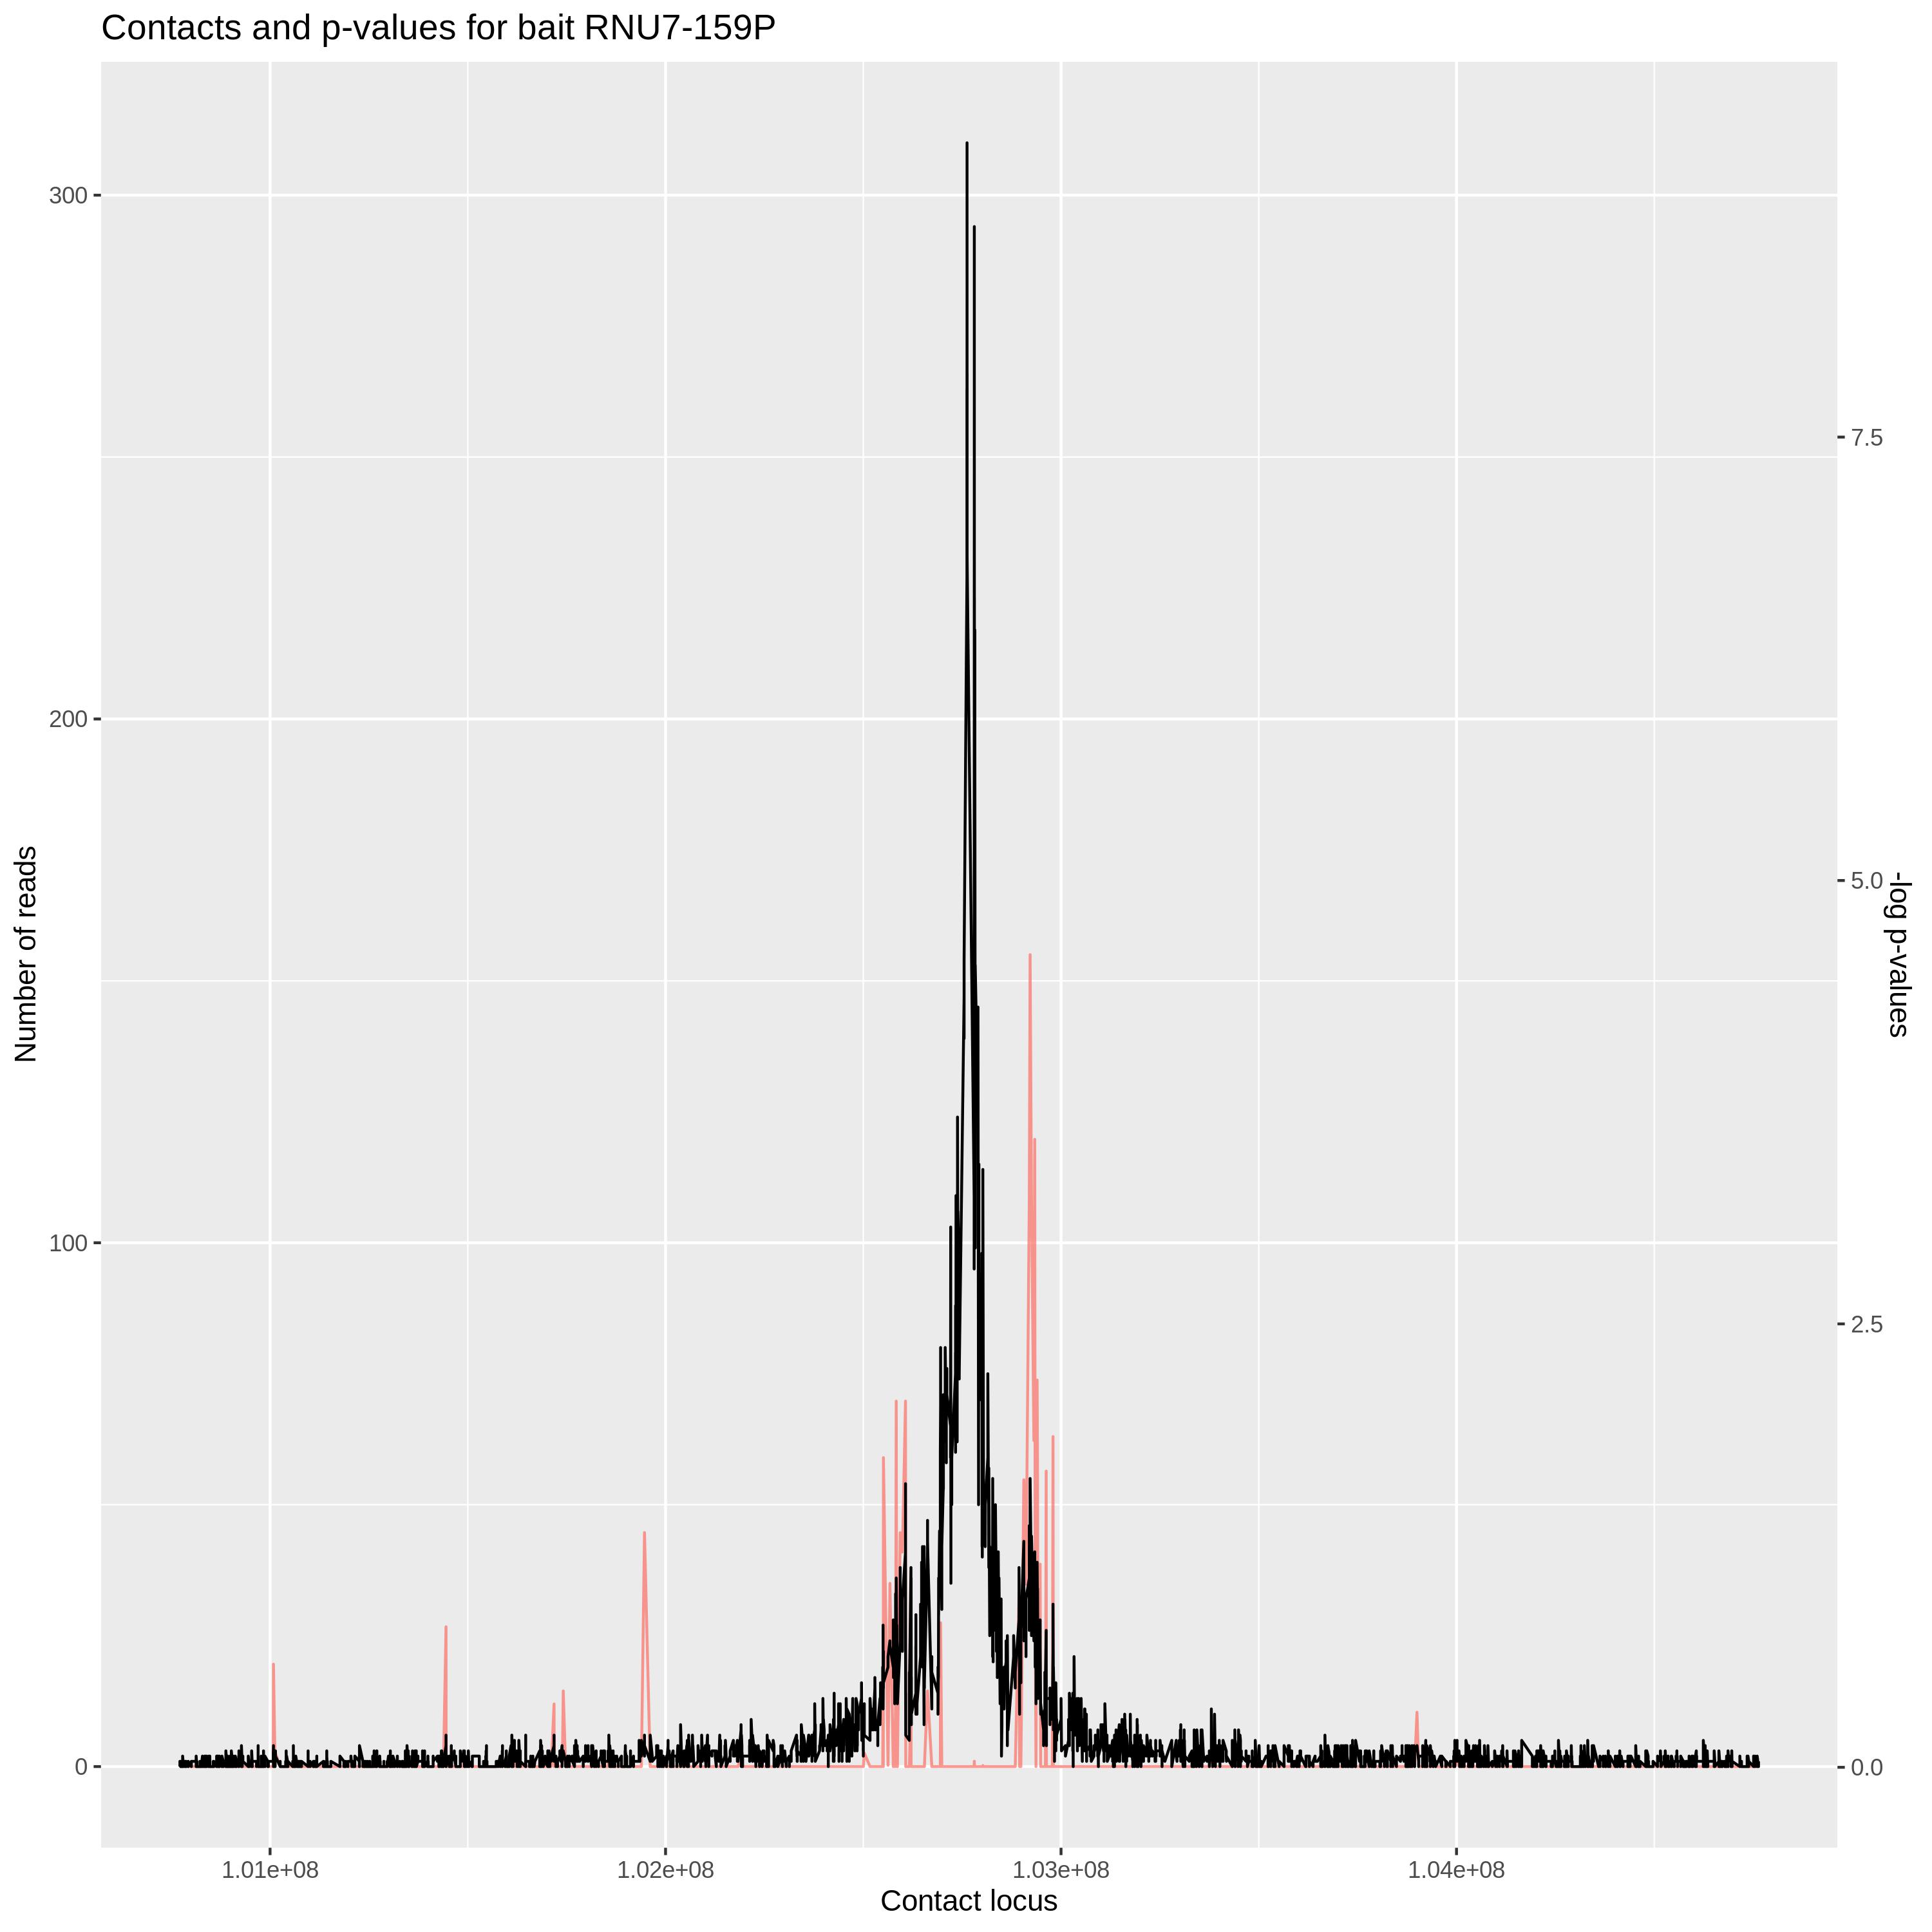 Contacts and p-values for bait RNU7-159P
300
200
100
0
Number of reads
7.5
5.0
2.5
0.0
-log p-values
1.01e+08
1.02e+08
1.03e+08
1.04e+08
Contact locus